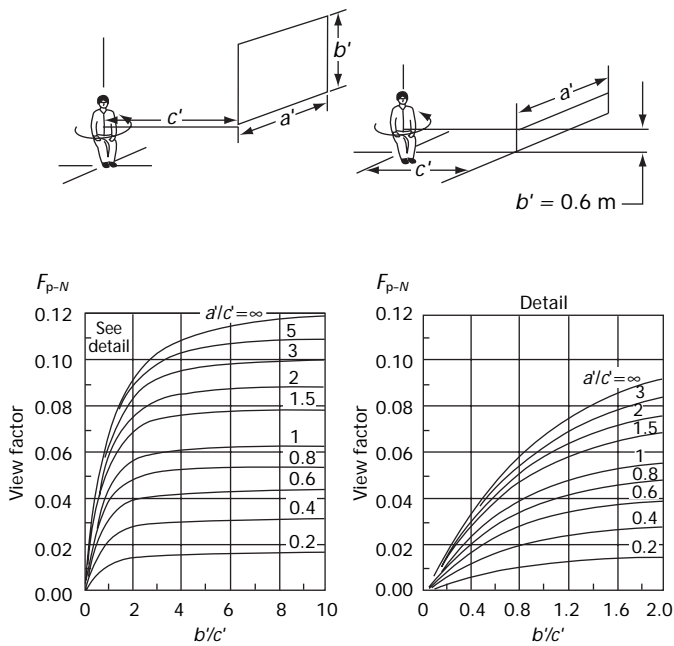 b'
c'
a'
a'
c'
b' = 0.6 m
F p–N
0.12
0.10
0.08
0.06
0.04
0.02
0.00
View factor
See
detail
a'/c'=∞
5
3
2
1.5
1
0.8
0.6
0.4
0.2
0
2
4
6
8
10
b'/c'
F p–N
Detail
0.12
0.10
0.08
0.06
0.04
0.02
0.00
View factor
a'/c'=∞
3
2
1.5
1
0.8
0.6
0.4
0.2
0
0.4
0.8
1.2
1.6
2.0
b'/c'